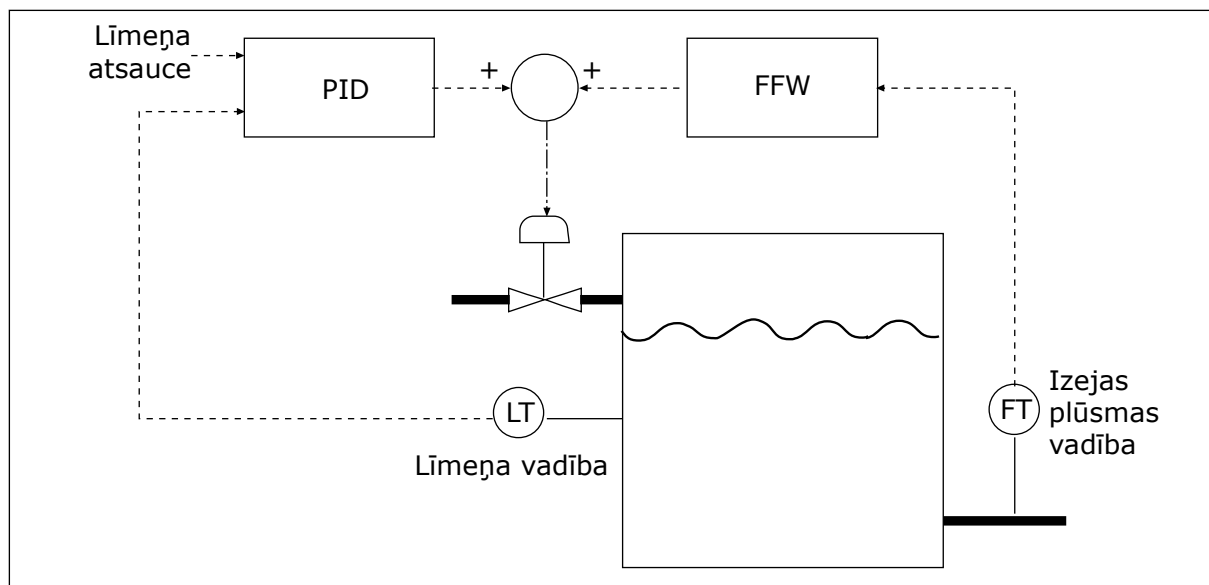 Līmeņa
atsauce
PID
+
+
FFW
LT
Līmeņa vadība
FT
Izejas
plūsmas
vadība